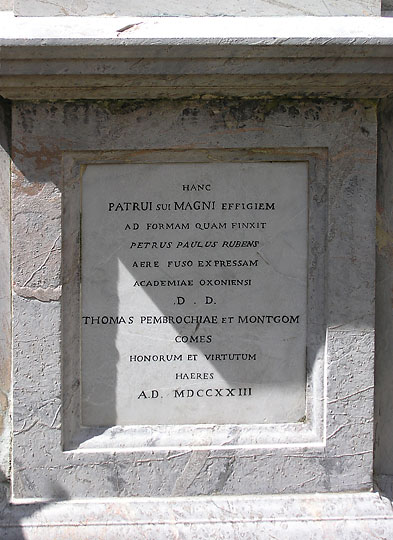 HANC
PATRUI SUI MAGNI EFFIGIEM
AD FORMAM QUAM FINXIT
PETRUS PAULUS RUBENS
AERE FUSO EXPRESSAM
ACADEMIAE OXONIENSI
.D . D.
THOMAS PEMBROCHIAE ET MONTGOM
COMES
HONORUM ET VIRTUTUM
HAERES
A.D. MDCCXXIII